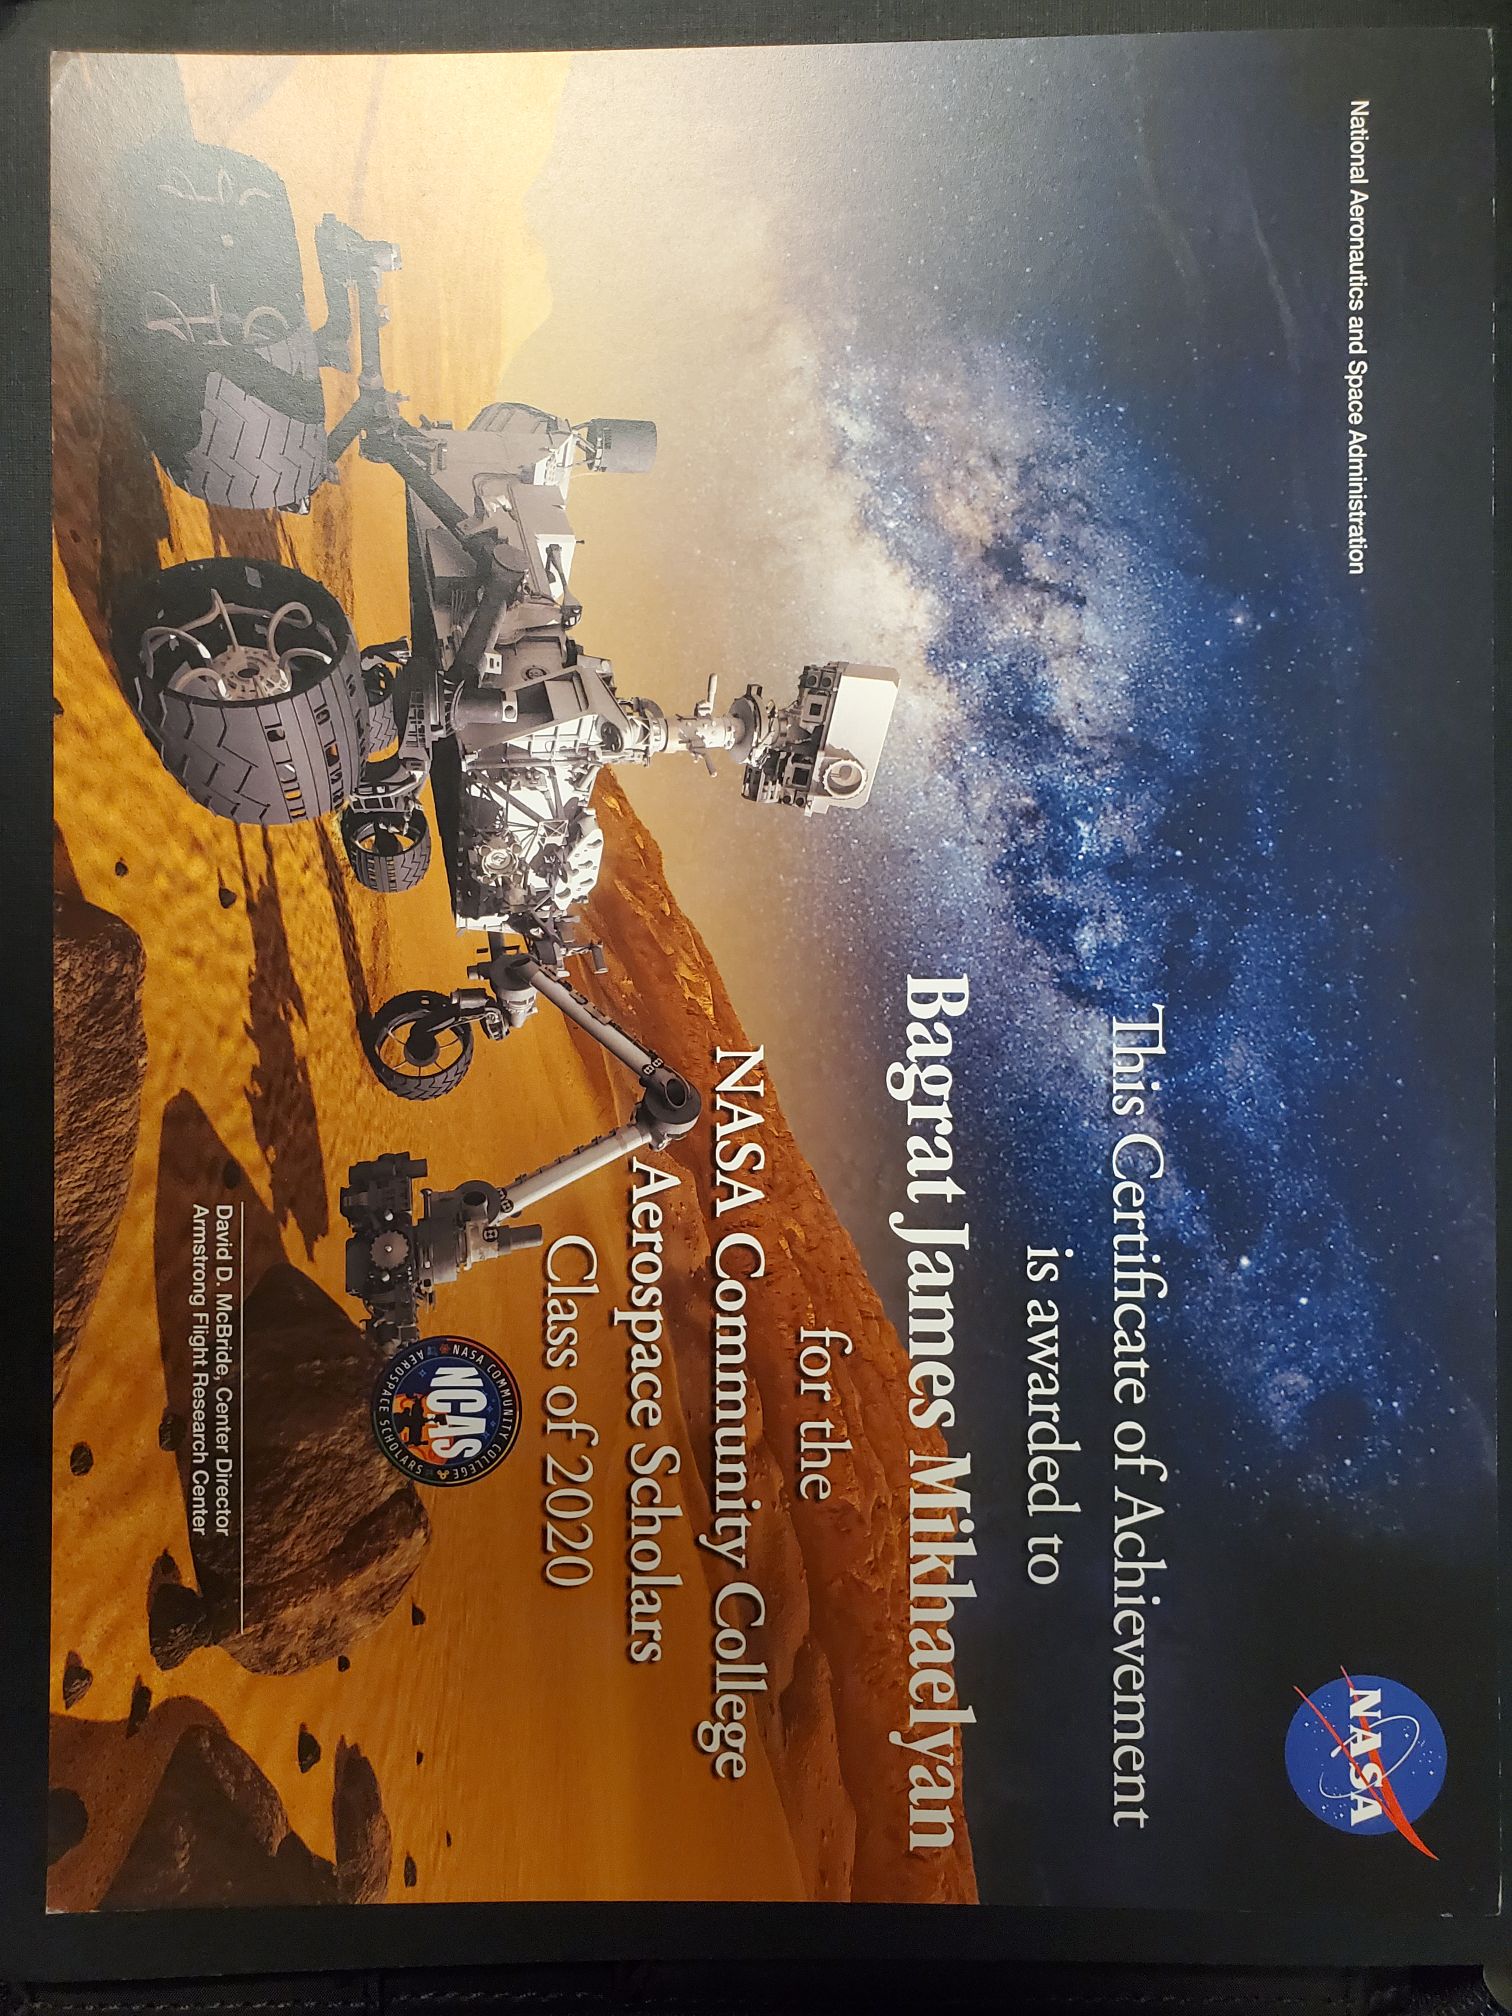 National Aeronautics and Space Administration
NASA
This Certificate of Achievement
is awarded to
Bagrat James Mikhaelyan
for the
NASA Community College
Aerospace Scholars
Class of 2020
NASA COMMUNITY COLLEGE
NCAS
AEROSPACE SCHOLARS
David D. McBride, Center Director
Armstrong Flight Research Center